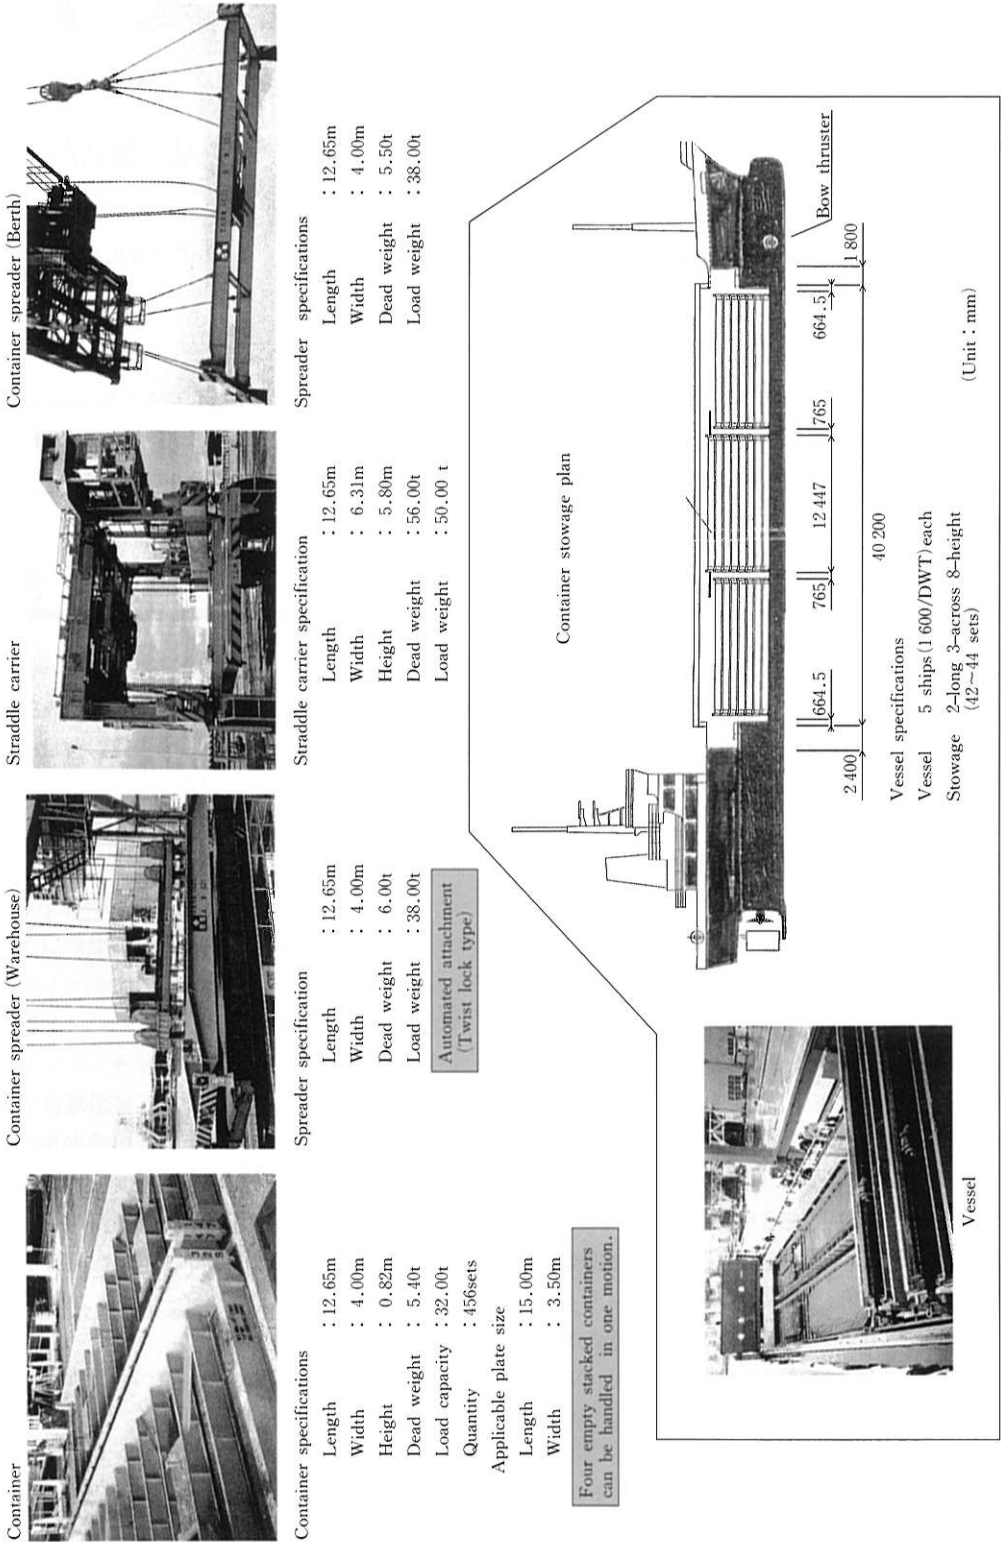 Container
Container spreader (Warehouse)
Straddle carrier
Container spreader (Berth)
Container specifications
Length : 12.65m
Width : 4.00m
Height : 0.82m
Dead weight : 5.40t
Load capacity : 32.00t
Quantity : 456sets
Applicable plate size
Length : 15.00m
Width : 3.50m
Four empty stacked containers
can be handled in one motion.
Spreader specification
Length : 12.65m
Width : 4.00m
Dead weight : 6.00t
Load weight : 38.00t
Automated attachment
(Twist lock type)
Straddle carrier specification
Length : 12.65m
Width : 6.31m
Height : 5.80m
Dead weight : 56.00t
Load weight : 50.00 t
Spreader specifications
Length : 12.65m
Width : 4.00m
Dead weight : 5.50t
Load weight : 38.00t
Container stowage plan
Bow thruster
2 400
664.5
765
12 447
765
664.5
1 800
40 200
(Unit : mm)
Vessel specifications
Vessel 5 ships (1 600/DWT) each
Stowage 2-long 3-across 8-height
(42~44 sets)
Vessel